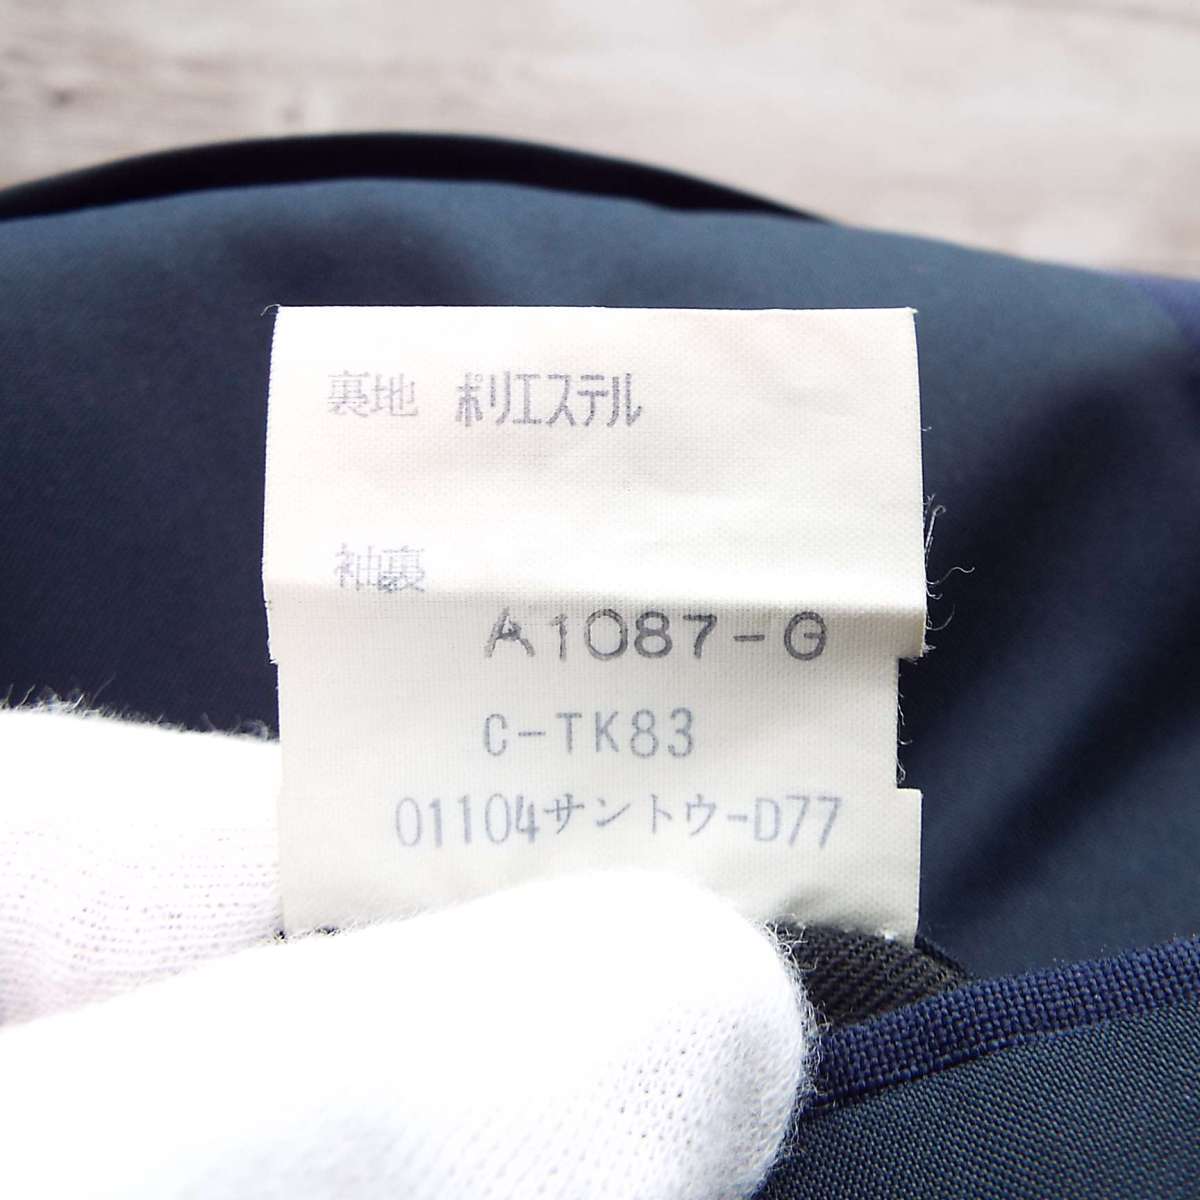 裏地 ポリエステル
袖裏
A1087-G
C-TK83
01104サントウ-D77